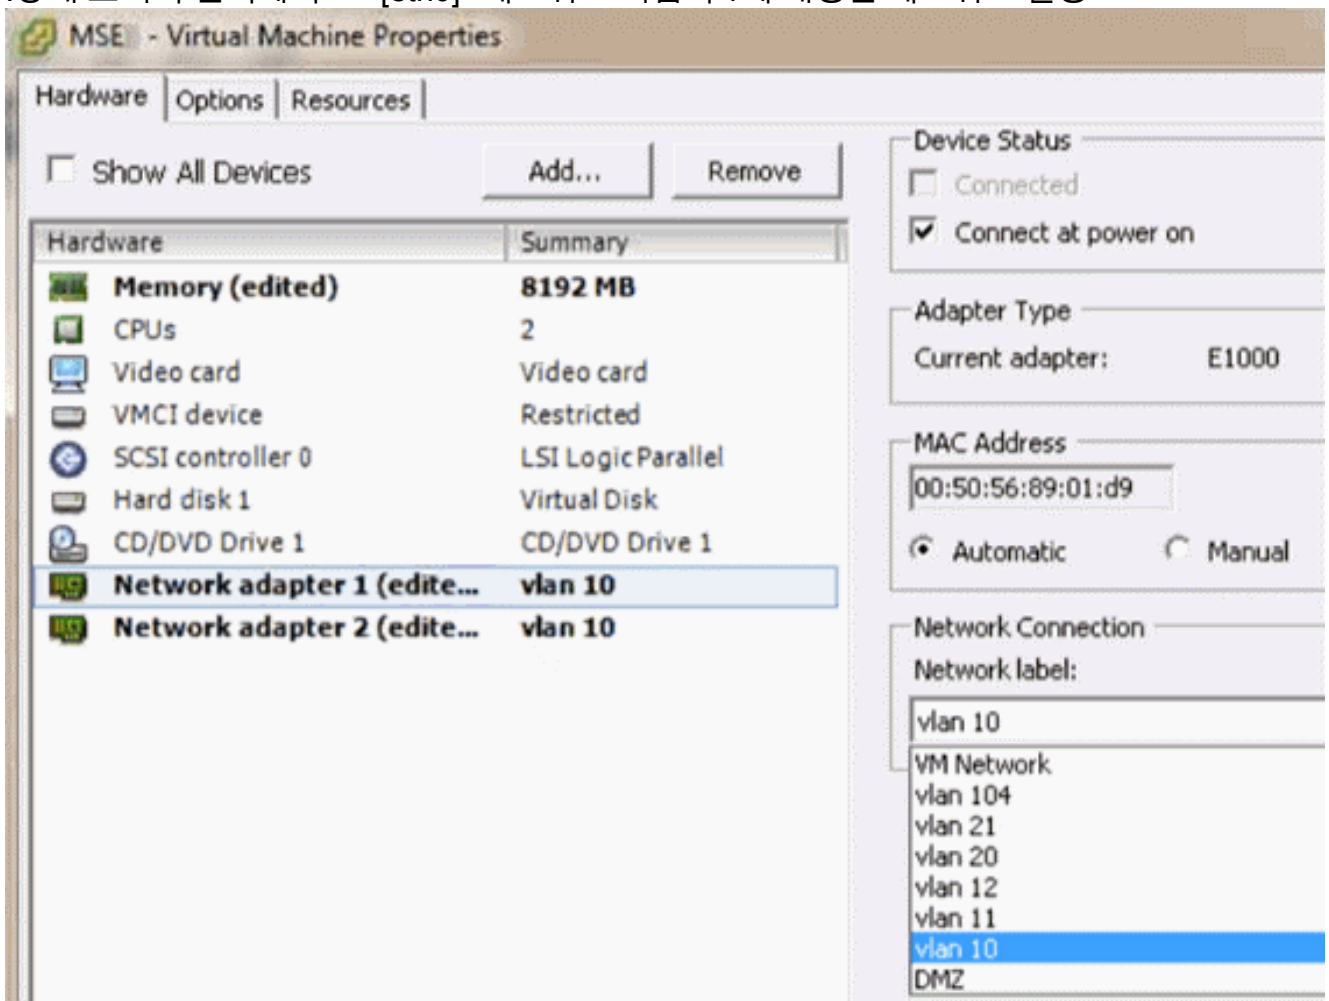 MSE - Virtual Machine Properties
Hardware Options Resources
Show All Devices Add... Remove
Hardware Summary
Memory (edited) 8192 MB
CPUs 2
Video card Video card
VMCI device Restricted
SCSI controller 0 LSI Logic Parallel
Hard disk 1 Virtual Disk
CD/DVD Drive 1 CD/DVD Drive 1
Network adapter 1 (edite... vlan 10
Network adapter 2 (edite... vlan 10
Device Status
Connected
Connect at power on
Adapter Type
Current adapter: E1000
MAC Address
00:50:56:89:01:d9
Automatic Manual
Network Connection
Network label:
vlan 10
VM Network
vlan 104
vlan 21
vlan 20
vlan 12
vlan 11
vlan 10
DMZ